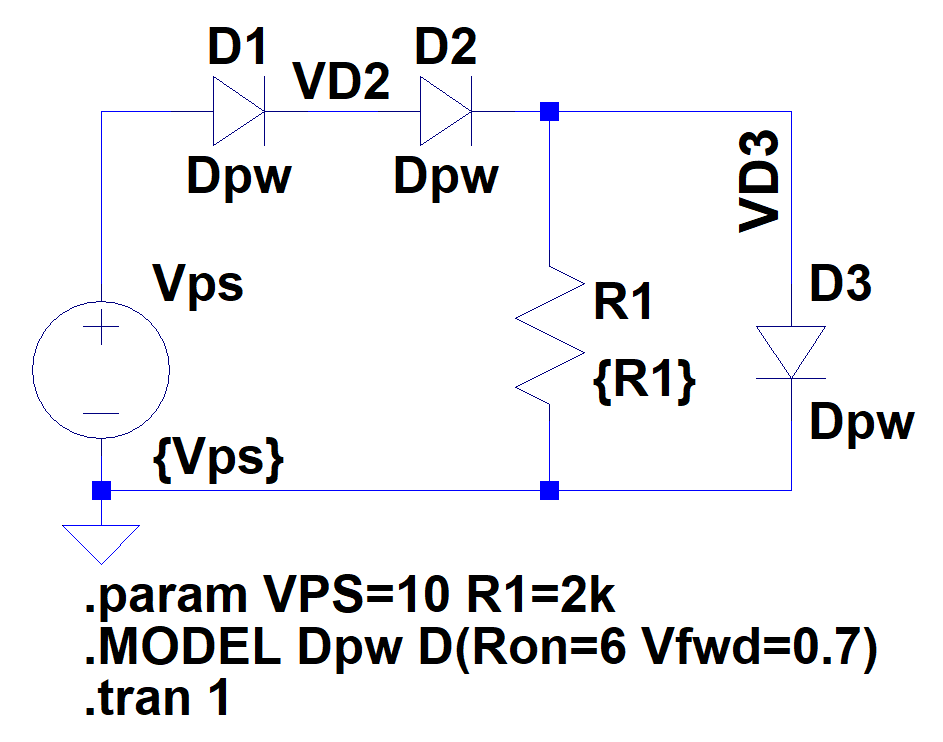 D1
VD2
D2
Dpw
Dpw
VD3
Vps
R1
D3
{R1}
Dpw
{Vps}
.param VPS=10 R1=2k
.MODEL Dpw D(Ron=6 Vfwd=0.7)
.tran 1